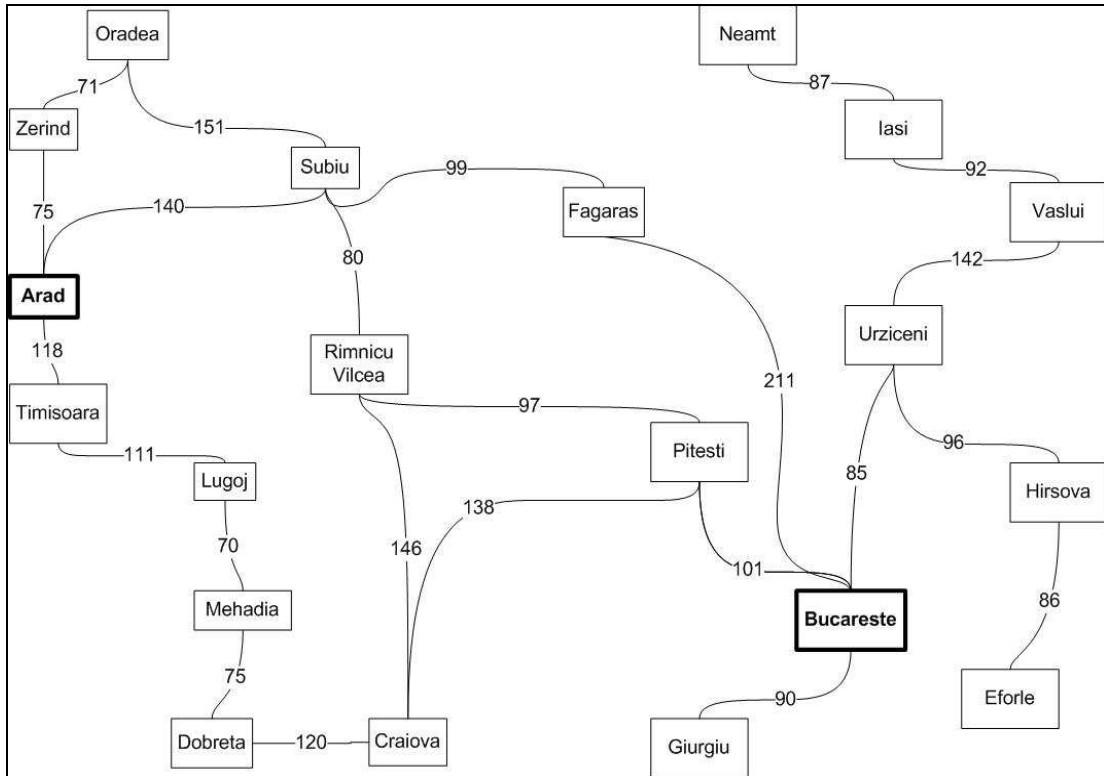 Oradea
Neamt
71
87
Zerind
Iasi
151
Subiu
99
92
Fagaras
Vaslui
75
140
80
142
Arad
Urziceni
118
Rimnicu
Vilcea
211
Timisoara
97
96
111
Pitesti
85
Lugoj
Hirsova
138
70
146
101
86
Mehadia
Bucareste
75
90
Eforle
Dobreta
120
Craiova
Giurgiu